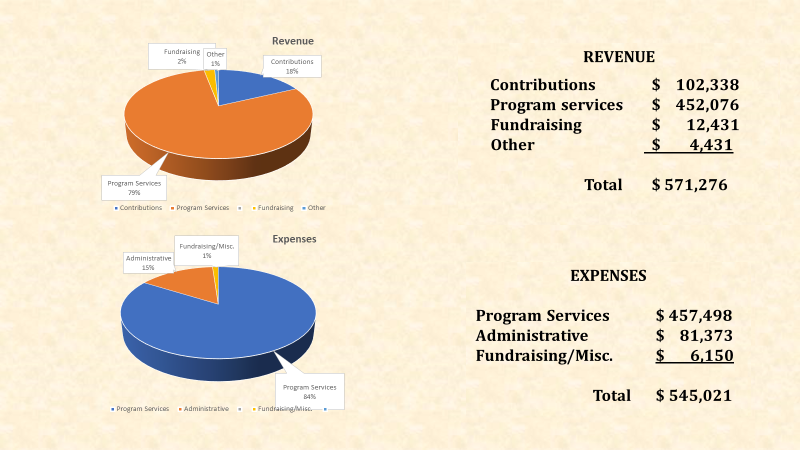 Revenue
Fundraising
2%
Other
1%
Contributions
18%
Program Services
79%
Contributions Program Services Fundraising Other
REVENUE
Contributions $ 102,338
Program services $ 452,076
Fundraising $ 12,431
Other $ 4,431
Total $ 571,276
Expenses
Fundraising/Misc.
1%
Administrative
15%
Program Services
84%
Program Services Administrative Fundraising/Misc.
EXPENSES
Program Services $ 457,498
Administrative $ 81,373
Fundraising/Misc. $ 6,150
Total $ 545,021